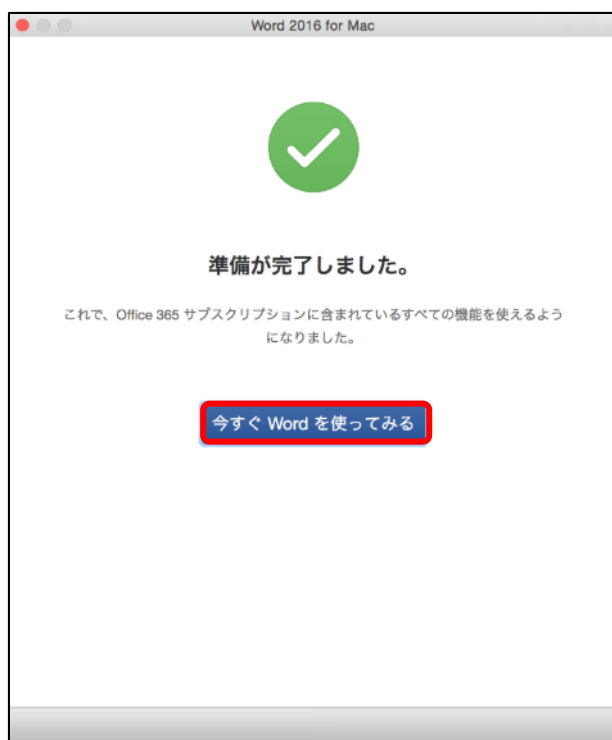 Word 2016 for Mac
準備が完了しました。
これで、Office 365 サブスクリプションに含まれているすべての機能を使えるよう
になりました。
今すぐ Word を使ってみる